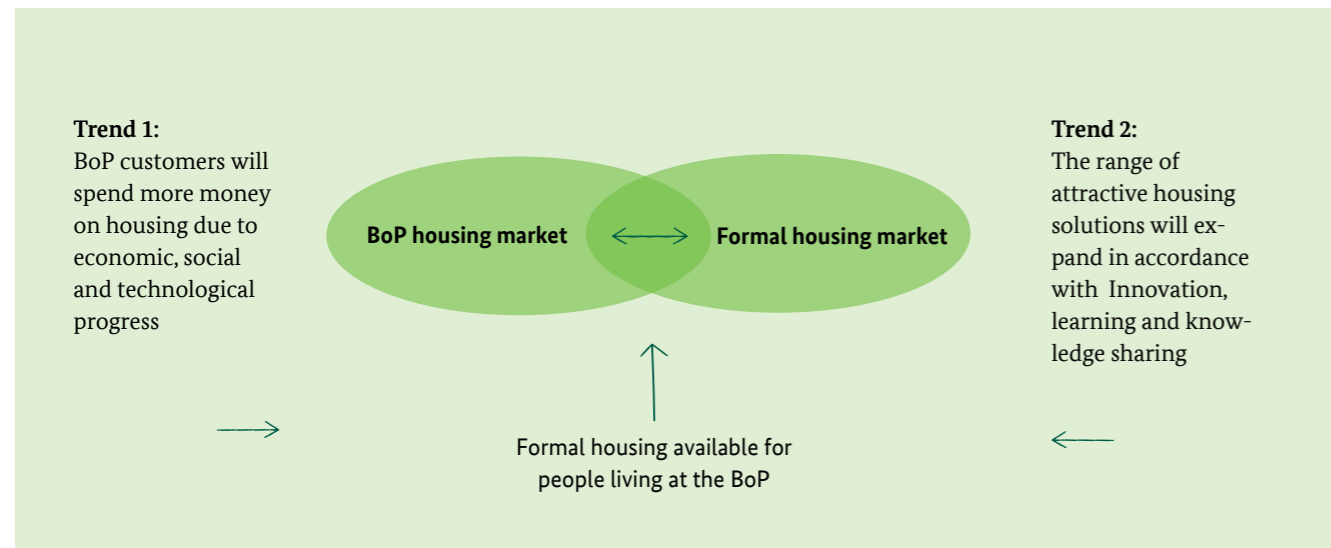 Trend 1:
BoP customers will
spend more money
on housing due to
economic, social
and technological
progress
BoP housing market
Formal housing market
Formal housing available for
people living at the BoP
Trend 2:
The range of
attractive housing
solutions will ex-
pand in accordance
with Innovation,
learning and know-
ledge sharing